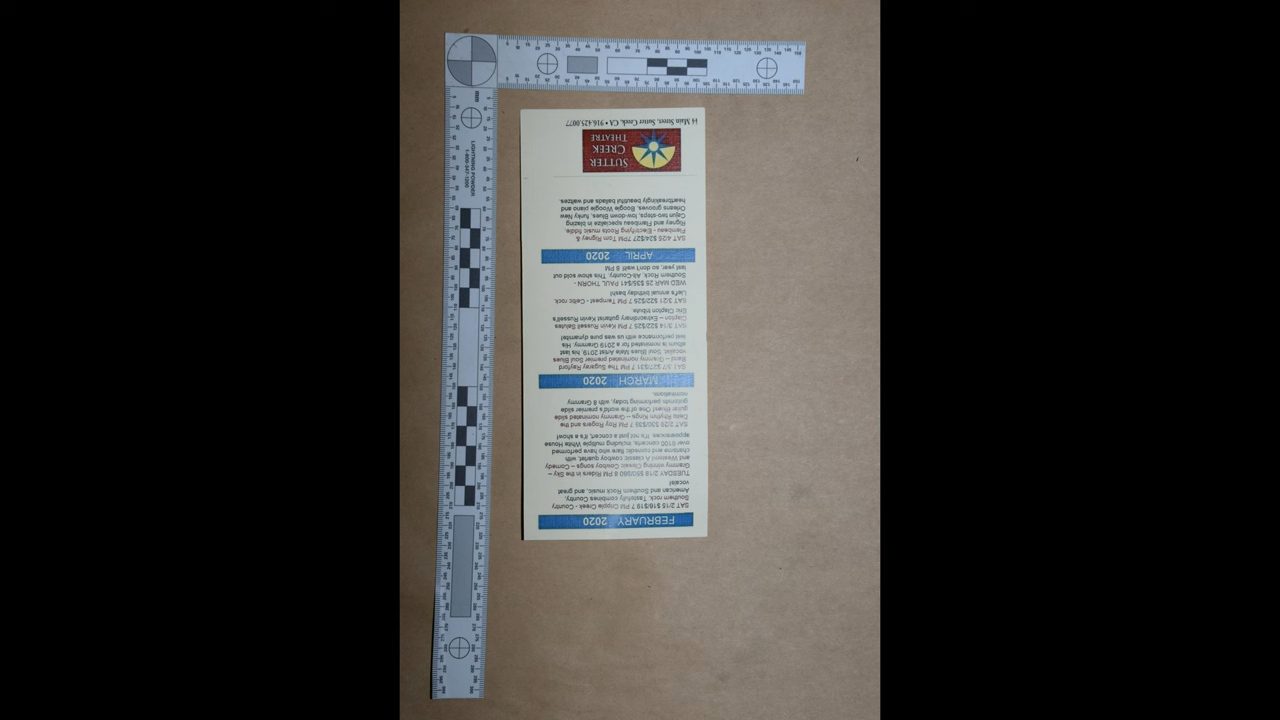 FEBRUARY 2020
SAT 2/15 $16/$19 7 PM Cripple Creek - Country
Southern rock. Tastefully combines Country,
American and Southern Rock music, and great
vocals!
TUESDAY 2/18 8 PM Riders in the Sky –
Grammy winning Classic Cowboy songs – Comedy
and Western! A classic cowboy quartet, with
charisma and comedic flare who have performed
over 6100 concerts, including multiple White House
appearances. It's not just a concert, it's a show!
SAT 2/29 $30/$35 7 PM Roy Rogers and the
Delta Rhythm Kings – Grammy nominated slide
guitar Blues! One of the world's premier slide
guitarists performing today, with 8 Grammy
nominations.
MARCH 2020
SAT 3/7 $27/$31 7 PM The Sugaray Rayford
Band – Grammy nominated premier Soul Blues
vocalist. Soul Blues Male Artist 2019, his last
album is nominated for a 2019 Grammy. His
last performance with us was pure dynamite!
SAT 3/14 $22/$25 7 PM Kevin Russell Salutes
Clapton – Extraordinary guitarist Kevin Russell's
Eric Clapton tribute.
SAT 3/21 $22/$25 7 PM Tempest - Celtic rock.
Lief's annual birthday bash!
WED MAR 25 $36/$41 PAUL THORN -
Southern Rock, Alt-Country. This show sold out
last year, so don't wait! 8 PM
APRIL 2020
SAT 4/25 $24/$27 7PM Tom Rigney &
Flambeau - Electrifying Roots music fiddle.
Rigney and Flambeau specialize in blazing
Cajun two-steps, low-down Blues, funky New
Orleans grooves, Boogie Woogie piano and
heartbreakingly beautiful ballads and waltzes.
SUTTER
CREEK
THEATRE
44 Main Street, Sutter Creek, CA • 916.425.0077
mm
LIGHTNING POWDER
1-800-347-1200